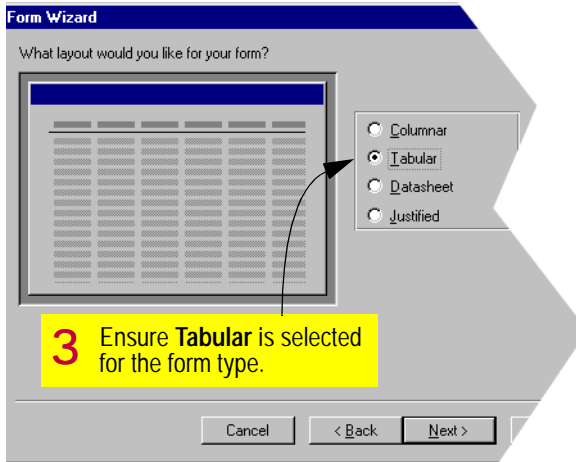 Form Wizard
What layout would you like for your form?
Columnar
Tabular
Datasheet
Justified
3 Ensure Tabular is selected
for the form type.
Cancel < Back Next >